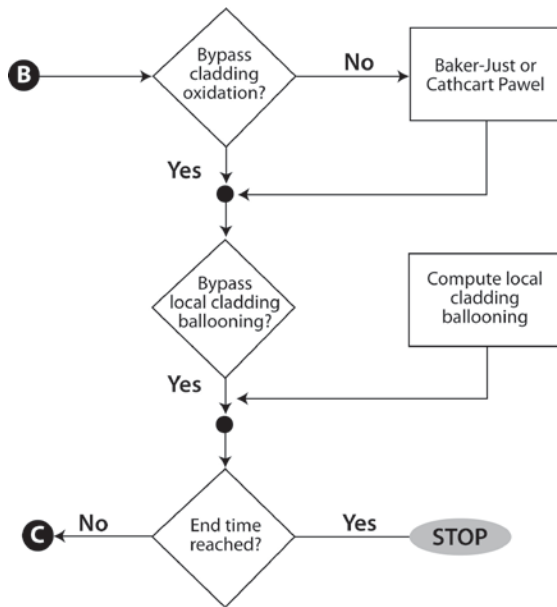 B
Bypass
cladding
oxidation?
No
Baker-Just or
Cathcart Pawel
Yes
Bypass
local cladding
ballooning?
Compute local
cladding
ballooning
Yes
C
No
End time
reached?
Yes
STOP